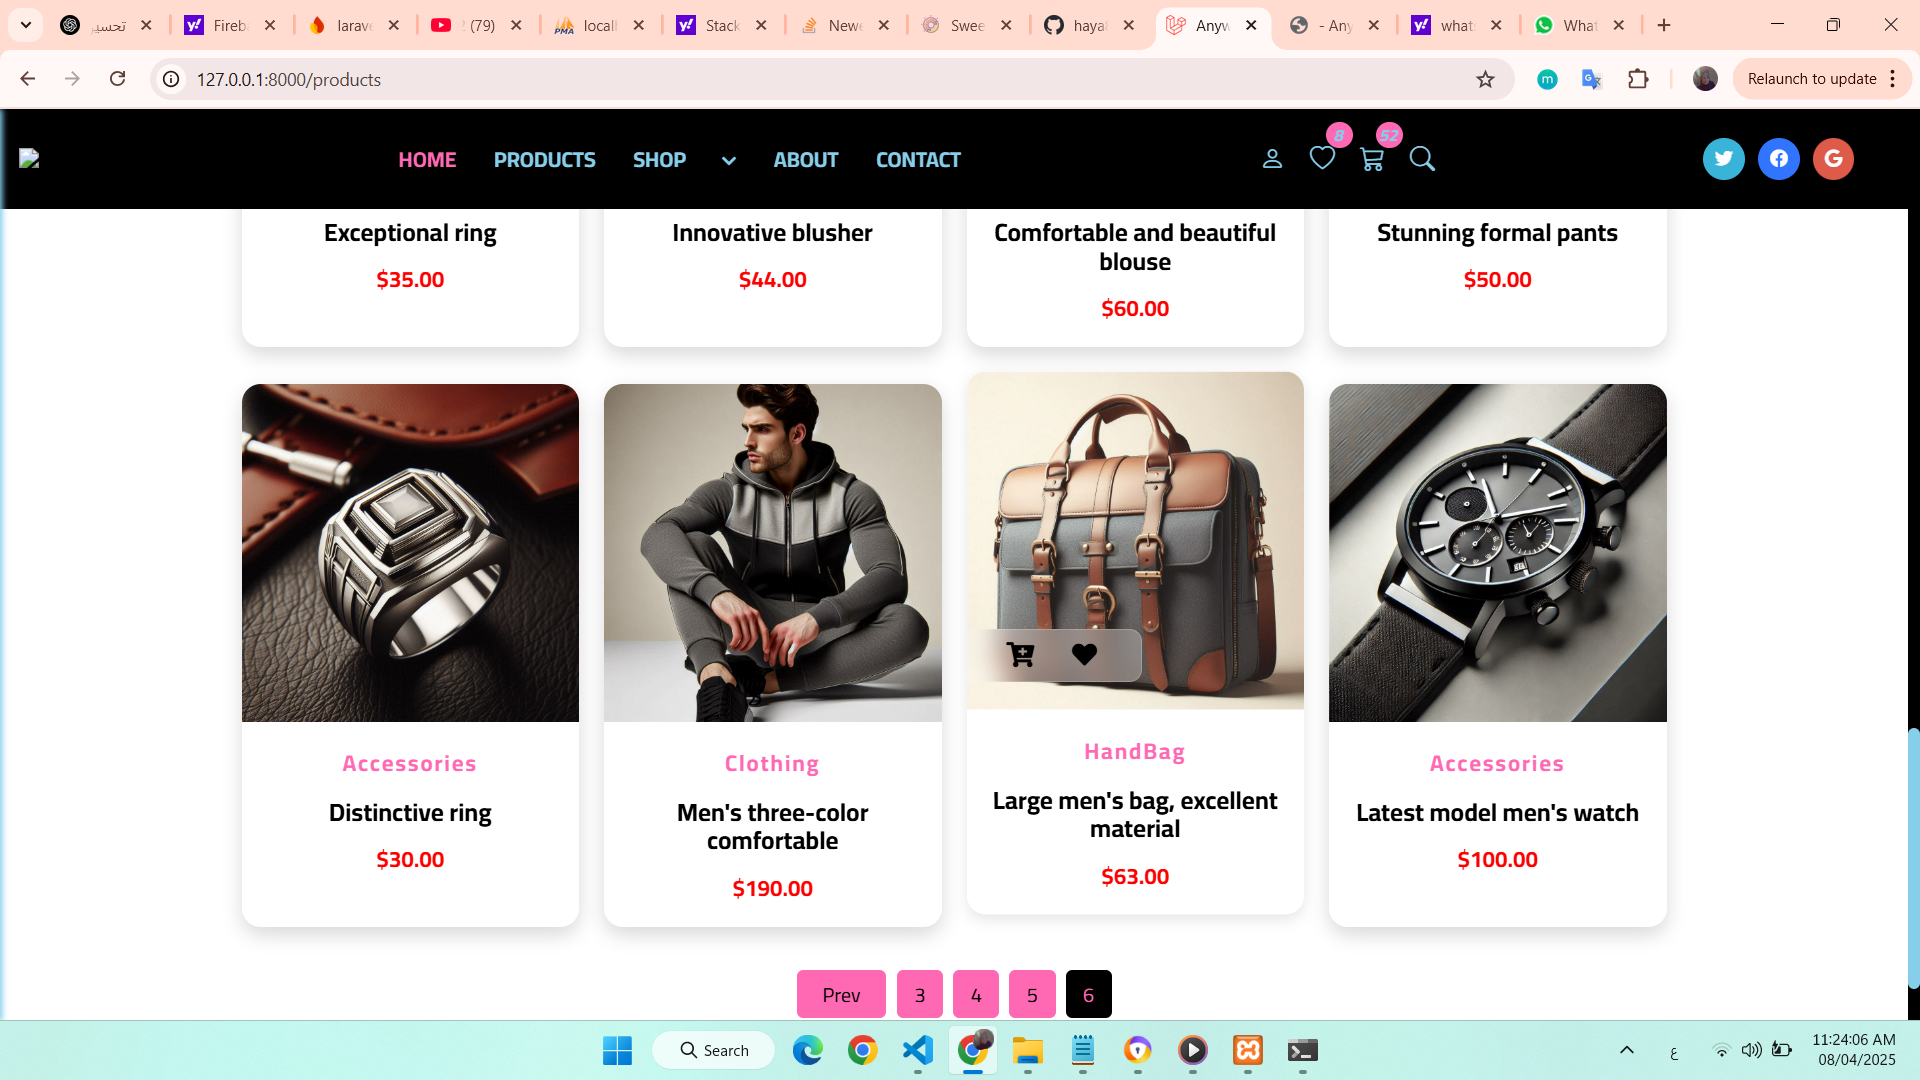 تحسين
Fireba
larave
(79)
localh
Stack
Newe
Swee
haya8
Anyw
- Any
what
What
127.0.0.1:8000/products
Relaunch to update
HOME PRODUCTS SHOP ABOUT CONTACT
8
52
Exceptional ring
$35.00
Innovative blusher
$44.00
Comfortable and beautiful
blouse
$60.00
Stunning formal pants
$50.00
Accessories
Distinctive ring
$30.00
Clothing
Men's three-color
comfortable
$190.00
HandBag
Large men's bag, excellent
material
$63.00
Accessories
Latest model men's watch
$100.00
Prev 3 4 5 6
Search
ع
11:24:06 AM
08/04/2025